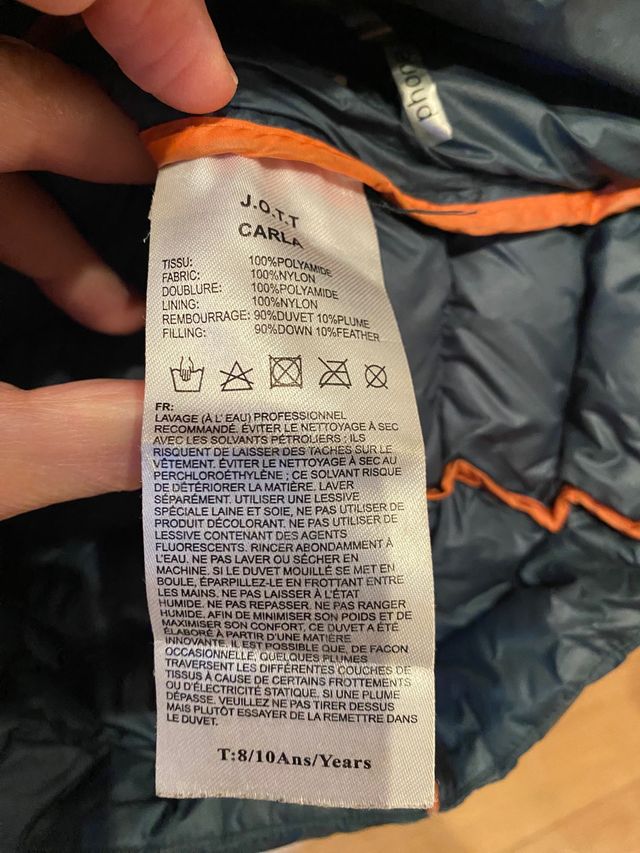 phone
J.O.T.T
CARLA
TISSU: 100%POLYAMIDE
FABRIC: 100%NYLON
DOUBLURE: 100%POLYAMIDE
LINING: 100%NYLON
REMBOURRAGE: 90%DUVET 10%PLUME
FILLING: 90%DOWN 10%FEATHER
FR:
LAVAGE (À L' EAU) PROFESSIONNEL
RECOMMANDÉ. ÉVITER LE NETTOYAGE À SEC
AVEC LES SOLVANTS PÉTROLIERS ; ILS
RISQUENT DE LAISSER DES TACHES SUR LE
VÊTEMENT. ÉVITER LE NETTOYAGE À SEC AU
PERCHLOROÉTHYLÈNE ; CE SOLVANT RISQUE
DE DÉTÉRIORER LA MATIÈRE. LAVER
SÉPARÉMENT. UTILISER UNE LESSIVE
SPÉCIALE LAINE ET SOIE, NE PAS UTILISER DE
PRODUIT DÉCOLORANT. NE PAS UTILISER DE
LESSIVE CONTENANT DES AGENTS
FLUORESCENTS. RINCER ABONDAMMENT À
L'EAU. NE PAS LAVER OU SÉCHER EN
MACHINE. SI LE DUVET MOUILLÉ SE MET EN
BOULE, ÉPARPILLEZ-LE EN FROTTANT ENTRE
LES MAINS. NE PAS LAISSER À L'ÉTAT
HUMIDE. NE PAS REPASSER. NE PAS RANGER
HUMIDE. AFIN DE MINIMISER SON POIDS ET DE
MAXIMISER SON CONFORT, CE DUVET A ÉTÉ
ÉLABORÉ À PARTIR D'UNE MATIÈRE
INNOVANTE. IL EST POSSIBLE QUE, DE FACON
OCCASIONNELLE, QUELQUES PLUMES
TRAVERSENT LES DIFFÉRENTES COUCHES DE
TISSUS À CAUSE DE CERTAINS FROTTEMENTS
OU D'ÉLECTRICITÉ STATIQUE. SI UNE PLUME
DÉPASSE, VEUILLEZ NE PAS TIRER DESSUS
MAIS PLUTÔT ESSAYER DE LA REMETTRE DANS
LE DUVET.
T:8/10Ans/Years